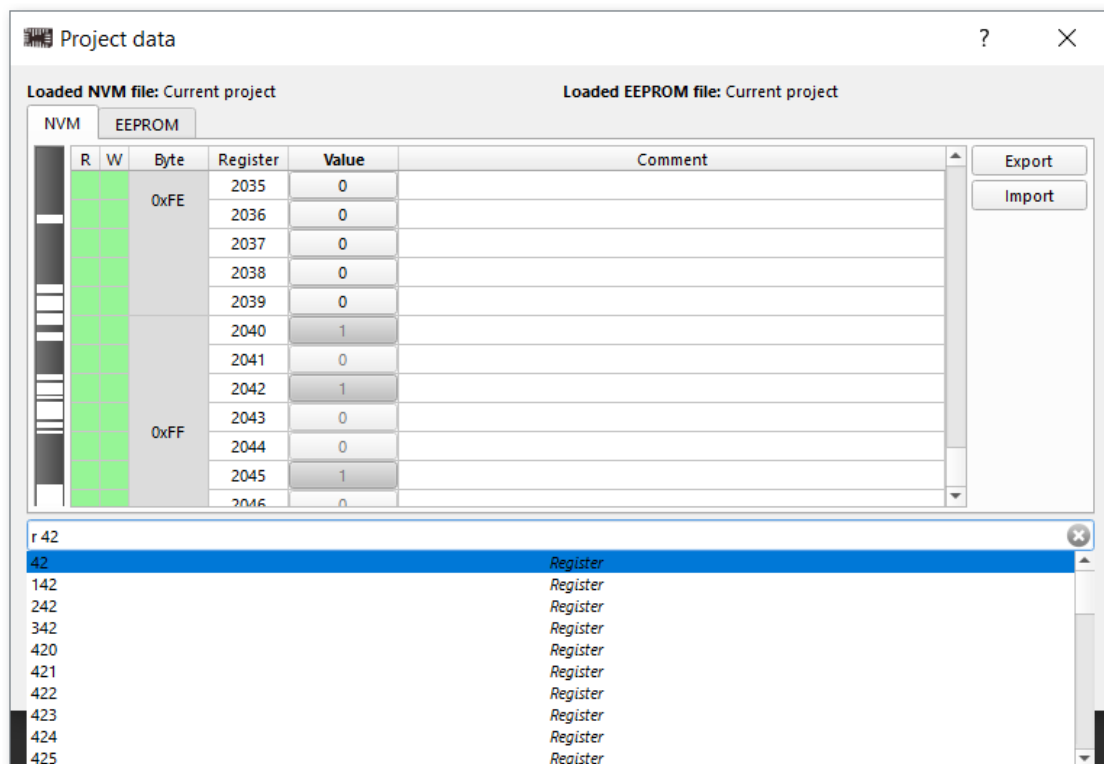 Project data ? ×
Loaded NVM file: Current project Loaded EEPROM file: Current project
NVM EEPROM
R W Byte Register Value Comment Export
2035 0 Import
0xFE
2036 0
2037 0
2038 0
2039 0
2040 1
2041 0
2042 1
2043 0
0xFF
2044 0
2045 1
2046 0
r 42
42 Register
142 Register
242 Register
342 Register
420 Register
421 Register
422 Register
423 Register
424 Register
425 Register